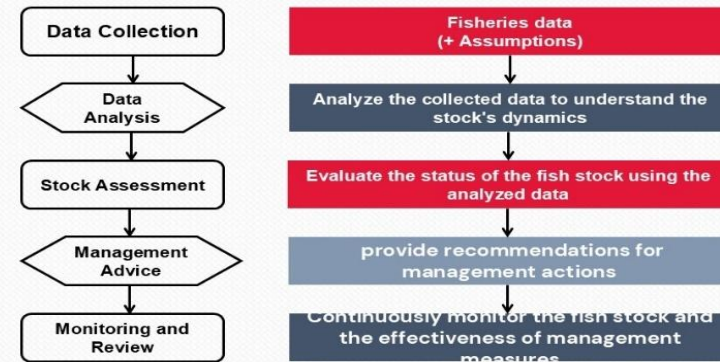 Data Collection
Fisheries data
(+ Assumptions)
Data
Analysis
Analyze the collected data to understand the
stock's dynamics
Stock Assessment
Evaluate the status of the fish stock using the
analyzed data
Management
Advice
provide recommendations for
management actions
Monitoring and
Review
Continuously monitor the fish stock and
the effectiveness of management
measures